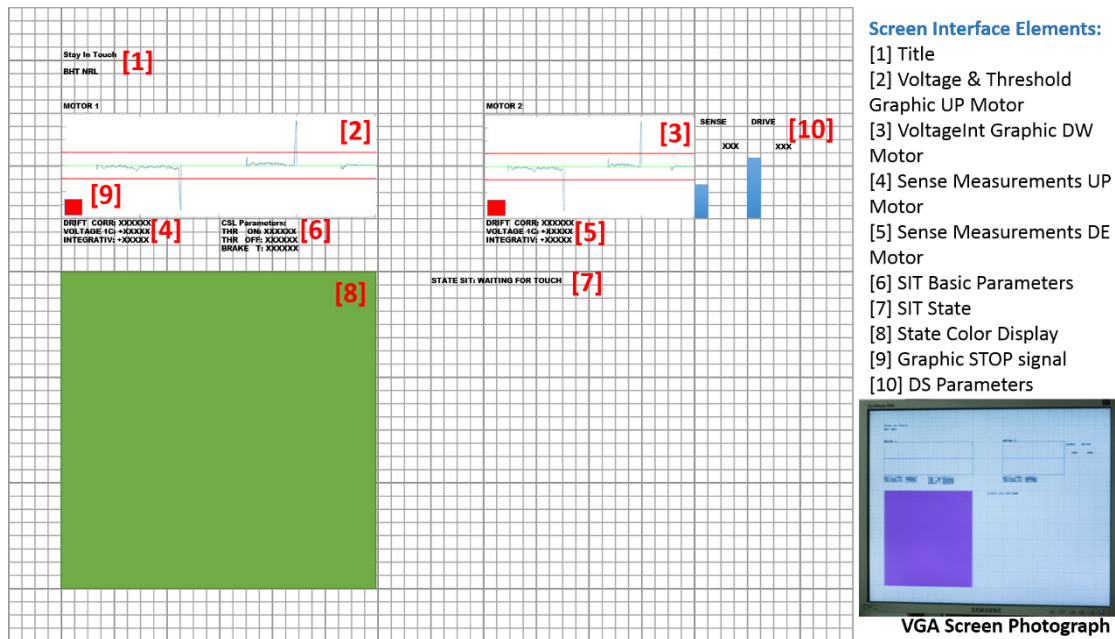 Stay In Touch [1]
BHT NRL
MOTOR 1
[2]
[9]
DRIFT CORR: XXXXXX
VOLTAGE 1C: +XXXXX [4]
INTEGRATIV: +XXXXX
CSL Parameters:
THR ON: XXXXXX [6]
THR OFF: XXXXXX
BRAKE T: XXXXXX
MOTOR 2
[3]
SENSE DRIVE [10]
XXX XXX
DRIFT CORR: XXXXXX
VOLTAGE 1C: +XXXXX [5]
INTEGRATIV: +XXXXX
[8]
STATE SIT: WAITING FOR TOUCH [7]
Screen Interface Elements:
[1] Title
[2] Voltage & Threshold
Graphic UP Motor
[3] VoltageInt Graphic DW
Motor
[4] Sense Measurements UP
Motor
[5] Sense Measurements DE
Motor
[6] SIT Basic Parameters
[7] SIT State
[8] State Color Display
[9] Graphic STOP signal
[10] DS Parameters
SAMSUNG
VGA Screen Photograph